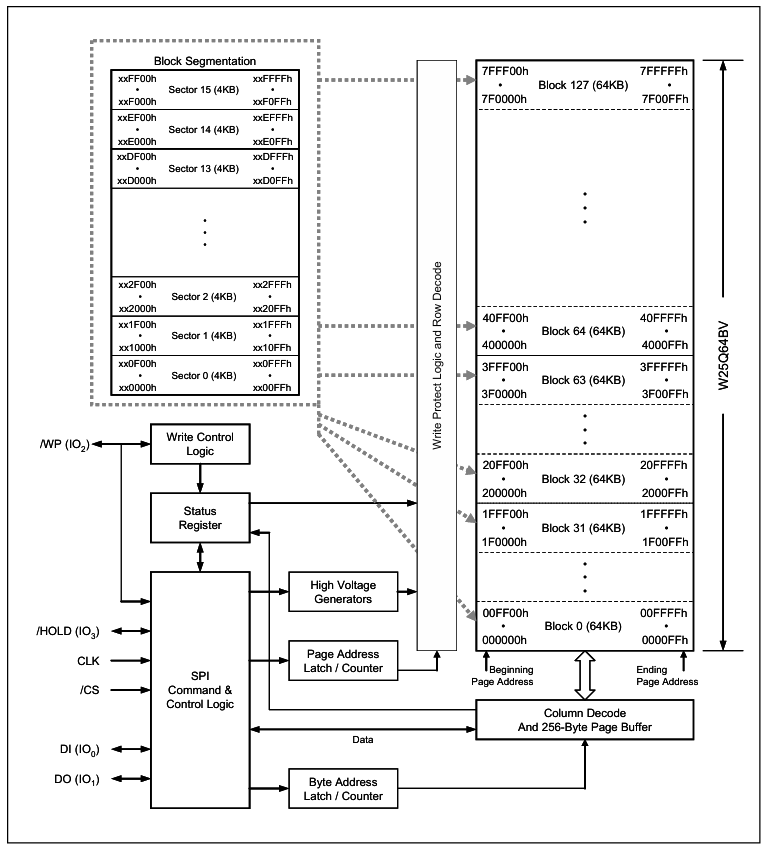 Block Segmentation
xxFF00h xxFFFFh
• Sector 15 (4KB) •
xxF000h xxF0FFh
xxEF00h xxEFFFh
• Sector 14 (4KB) •
xxE000h xxE0FFh
xxDF00h xxDFFFh
• Sector 13 (4KB) •
xxD000h xxD0FFh
xx2F00h xx2FFFh
• Sector 2 (4KB) •
xx2000h xx20FFh
xx1F00h xx1FFFh
• Sector 1 (4KB) •
xx1000h xx10FFh
xx0F00h xx0FFFh
• Sector 0 (4KB) •
xx0000h xx00FFh
Write Protect Logic and Row Decode
7FFF00h 7FFFFFh
• Block 127 (64KB) •
7F0000h 7F00FFh
40FF00h 40FFFFh
• Block 64 (64KB) •
400000h 4000FFh
3FFF00h 3FFFFFh
• Block 63 (64KB) •
3F0000h 3F00FFh
20FF00h 20FFFFh
• Block 32 (64KB) •
200000h 2000FFh
1FFF00h 1FFFFFh
• Block 31 (64KB) •
1F0000h 1F00FFh
00FF00h 00FFFFh
• Block 0 (64KB) •
000000h 0000FFh
W25Q64BV
Beginning
Page Address
Ending
Page Address
/WP (IO2)
Write Control
Logic
Status
Register
High Voltage
Generators
/HOLD (IO3)
CLK
/CS
DI (IO0)
DO (IO1)
SPI
Command &
Control Logic
Page Address
Latch / Counter
Column Decode
And 256-Byte Page Buffer
Data
Byte Address
Latch / Counter